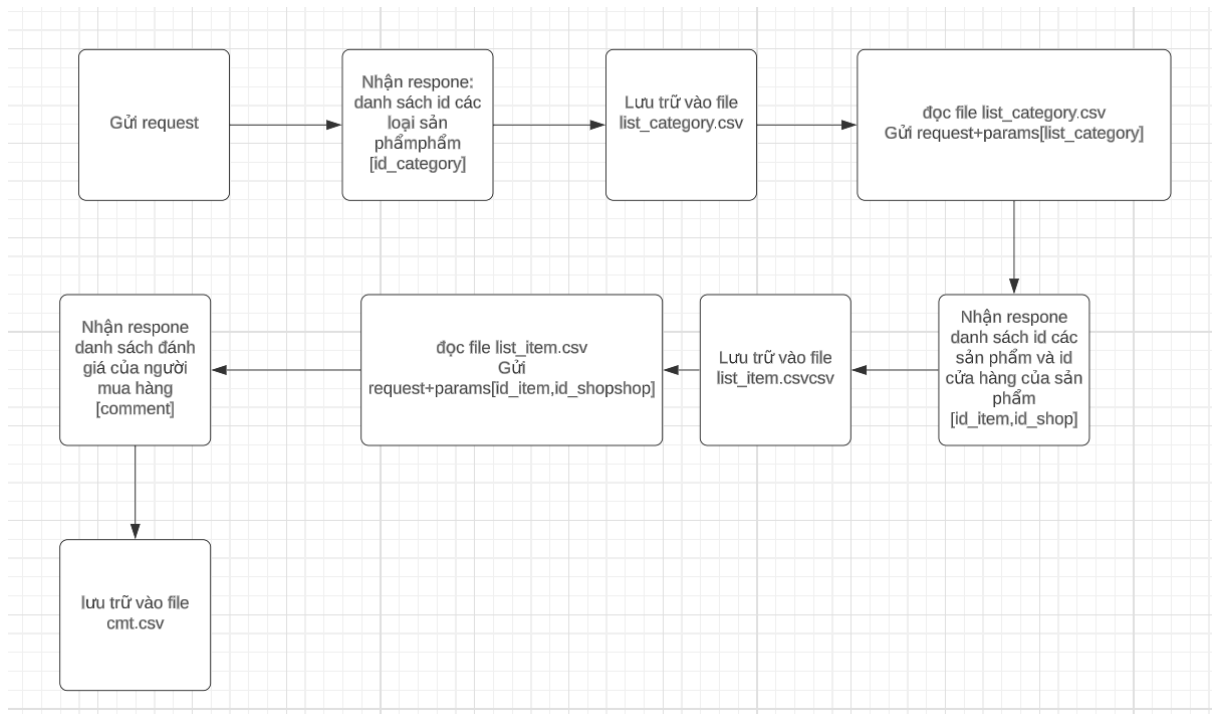 Gửi request
Nhận respone:
danh sách id các
loại sản
phẩmphẩm
[id_category]
Lưu trữ vào file
list_category.csv
đọc file list_category.csv
Gửi request+params[list_category]
Nhận respone
danh sách id các
sản phẩm và id
cửa hàng của sản
phẩm
[id_item,id_shop]
Lưu trữ vào file
list_item.csvcsv
đọc file list_item.csv
Gửi
request+params[id_item,id_shopshop]
Nhận respone
danh sách đánh
giá của người
mua hàng
[comment]
lưu trữ vào file
cmt.csv